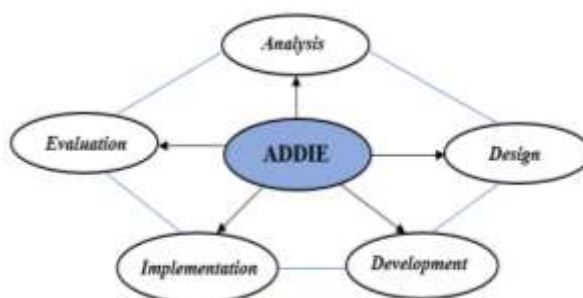 Analysis
Evaluation
ADDIE
Design
Implementation
Development